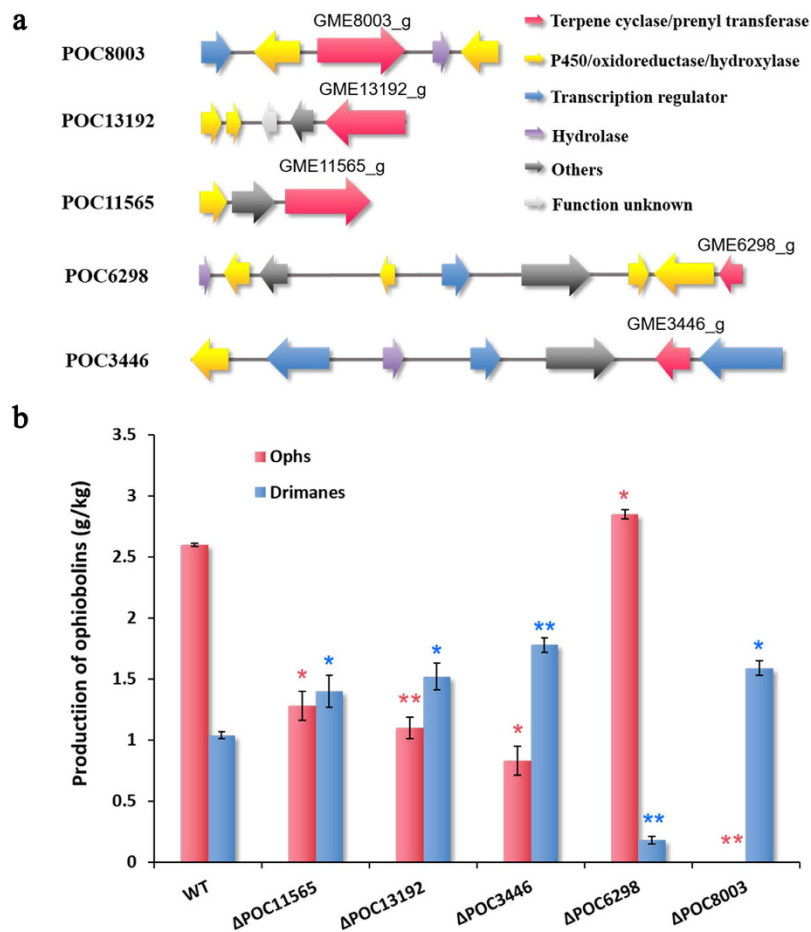 a
GME8003_g
POC8003
GME13192_g
POC13192
GME11565_g
POC11565
GME6298_g
POC6298
GME3446_g
POC3446
Terpene cyclase/prenyl transferase
P450/oxidoreductase/hydroxylase
Transcription regulator
Hydrolase
Others
Function unknown
b
Productiion of ophiobolins (g/kg)
3.5
3
2.5
2
1.5
1
0.5
0
Ophs
Drimanes
*
*
**
*
*
**
*
**
**
*
WT
ΔPOC11565
ΔPOC13192
ΔPOC3446
ΔPOC6298
ΔPOC8003